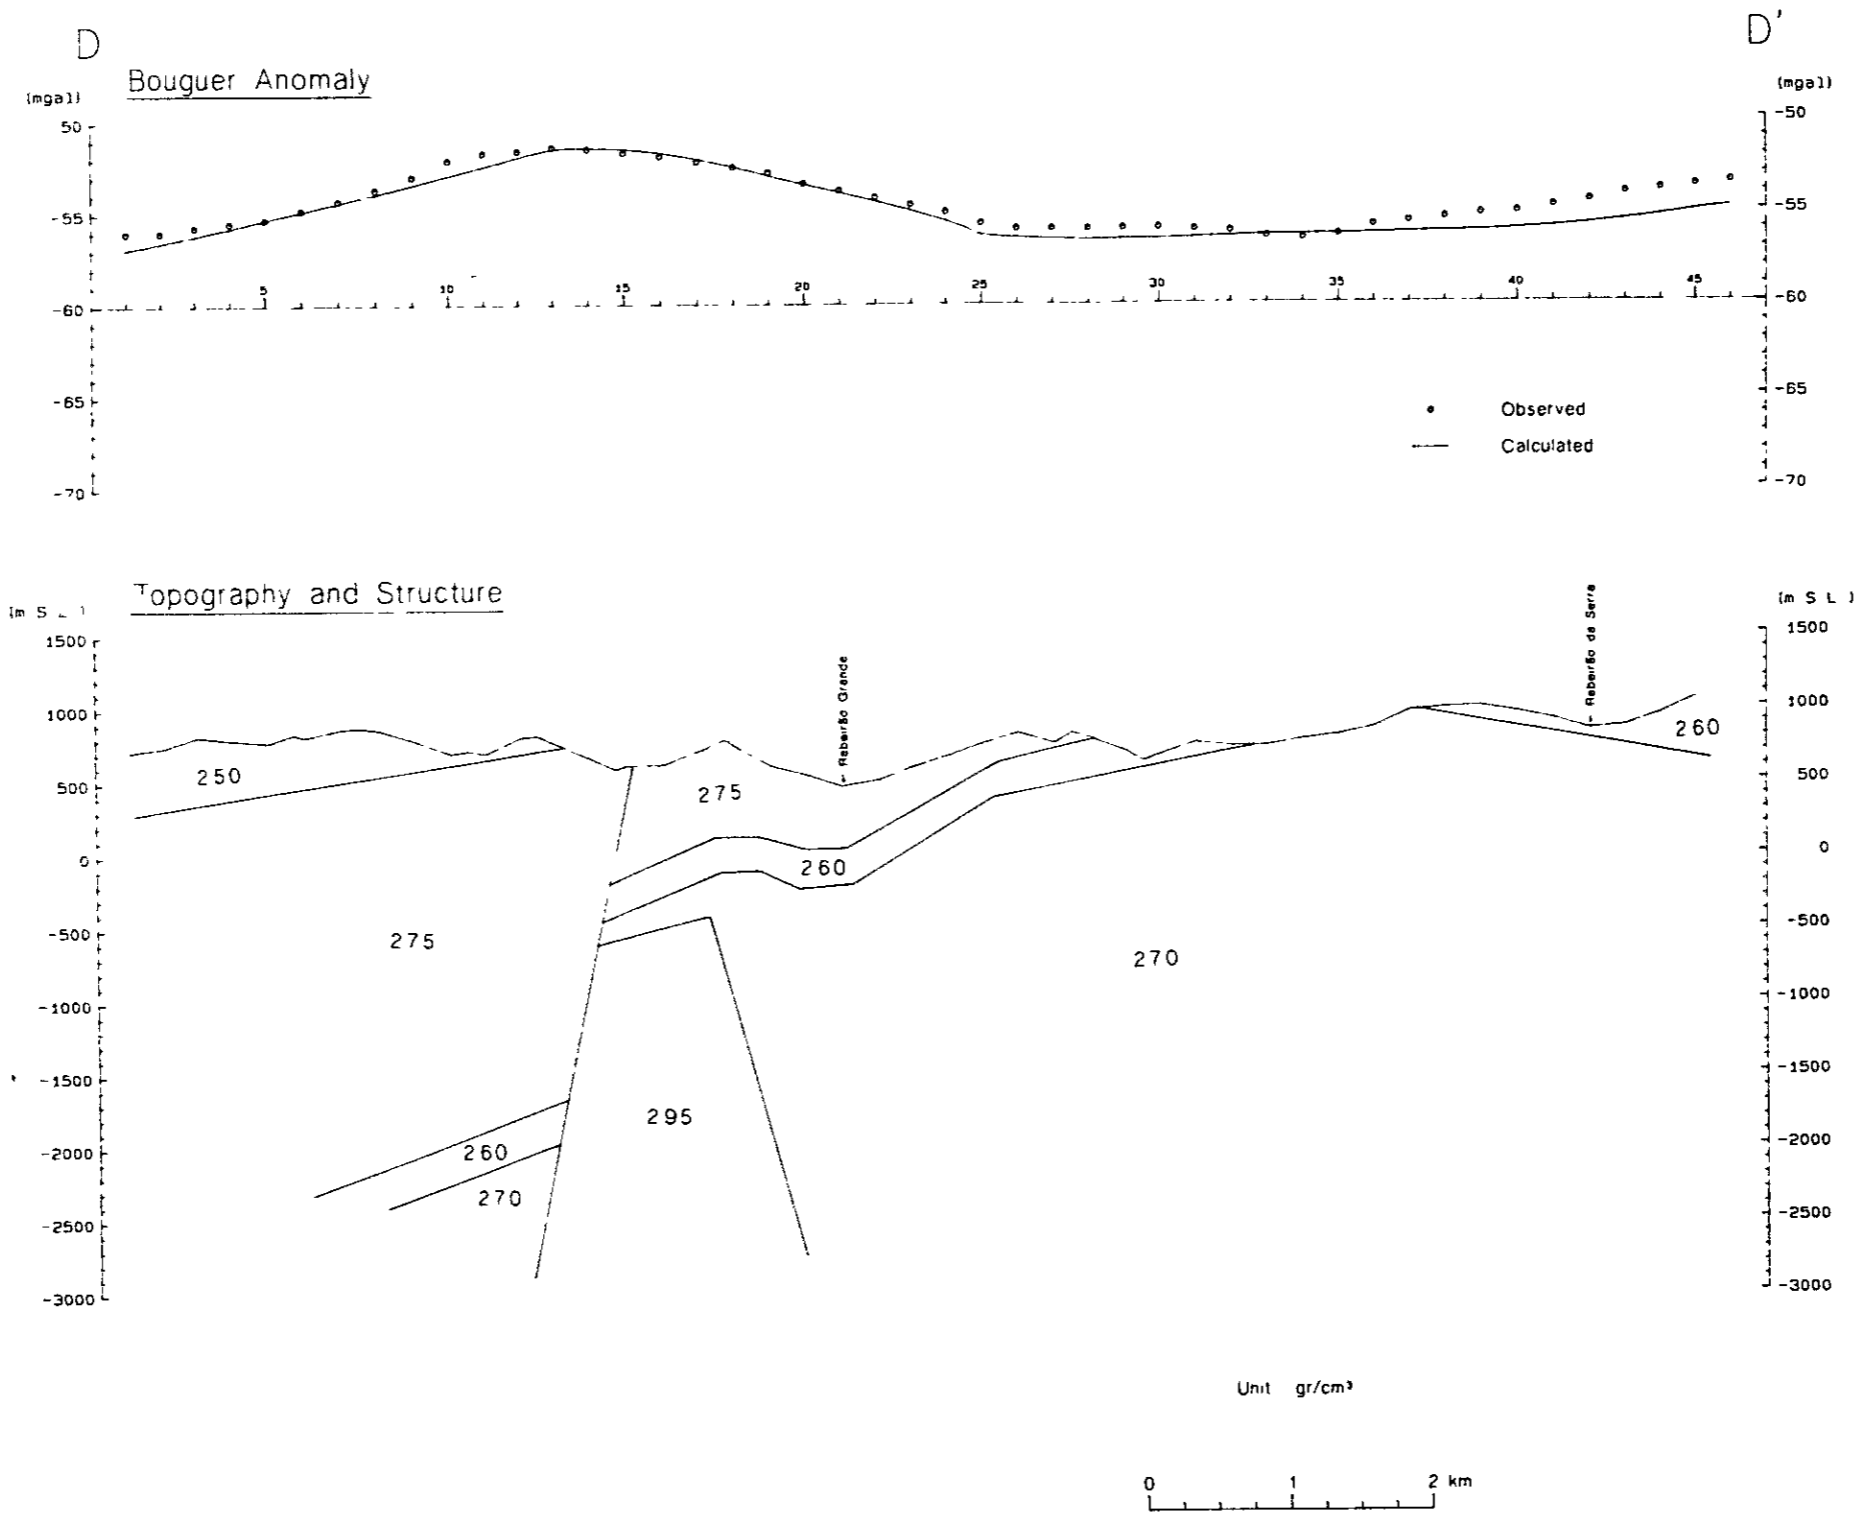 D D'
Bouguer Anomaly
(mgal) (mgal)
50 -50
-55 -55
5 10 15 20 25 30 35 40 45
-60 -60
-65 -65
Observed
Calculated
-70 -70
Topography and Structure
(m S L)
1500 1500
1000 1000
500 500
0 0
-500 -500
-1000 -1000
-1500 -1500
-2000 -2000
-2500 -2500
-3000 -3000
Rebeirão Grande
Rebeirão da Serra
250
275
260
260
275
270
295
260
270
Unit gr/cm³
0 1 2 km